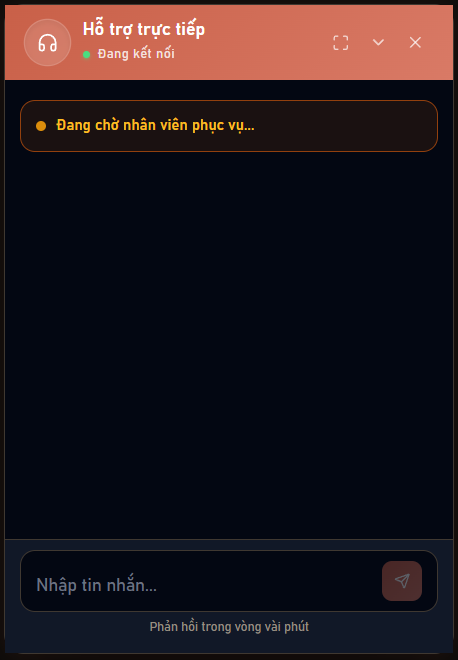 Hỗ trợ trực tiếp
Đang kết nối
Đang chờ nhân viên phục vụ...
Nhập tin nhắn...
Phản hồi trong vòng vài phút